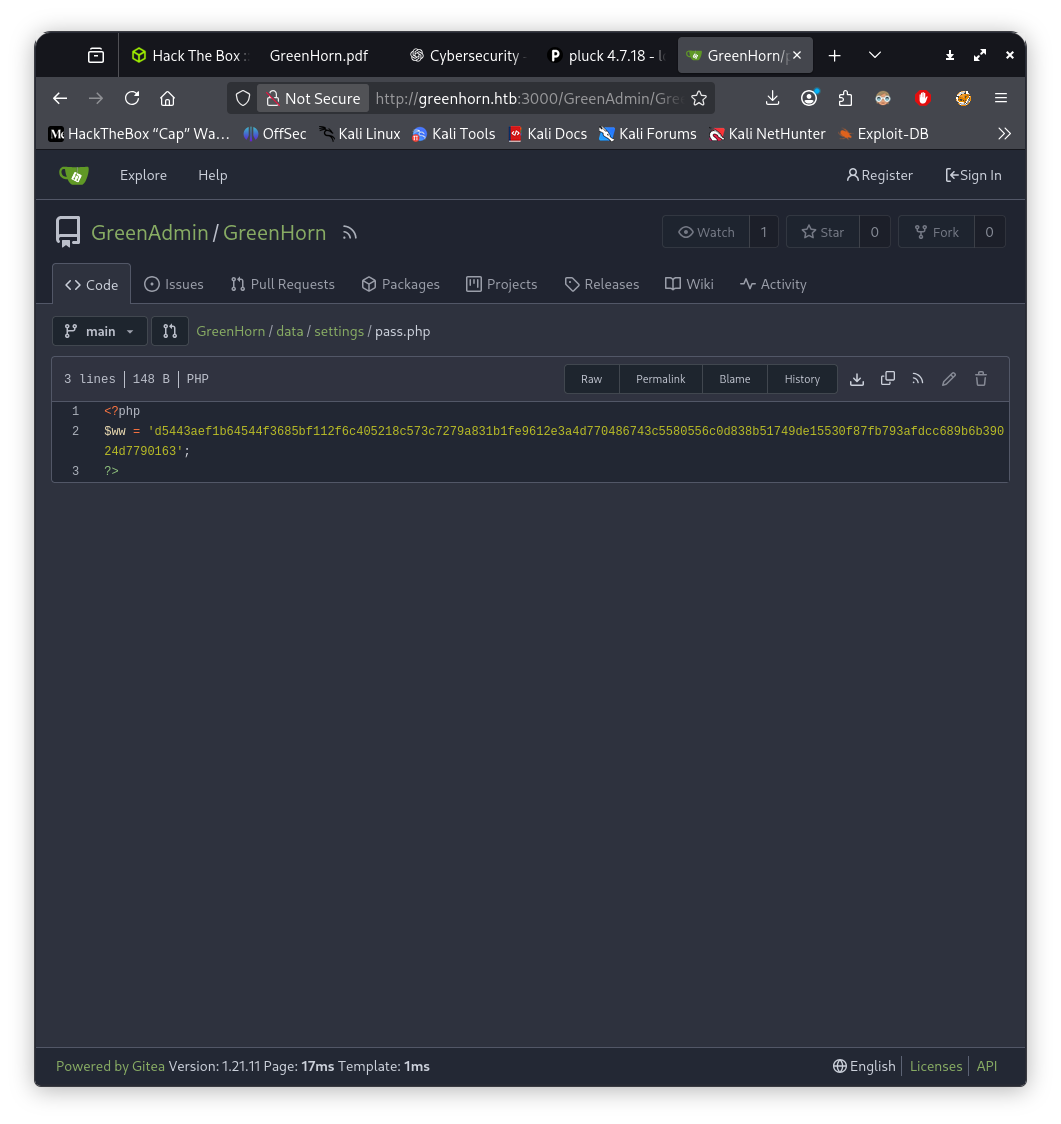 Hack The Box :: GreenHorn.pdf Cybersecurity - pluck 4.7.18 - l GreenHorn/p
Not Secure http://greenhorn.htb:3000/GreenAdmin/Gree
HackTheBox “Cap” Wa… OffSec Kali Linux Kali Tools Kali Docs Kali Forums Kali NetHunter Exploit-DB
Explore Help Register Sign In
GreenAdmin / GreenHorn Watch 1 Star 0 Fork 0
Code Issues Pull Requests Packages Projects Releases Wiki Activity
main GreenHorn / data / settings / pass.php
3 lines 148 B PHP Raw Permalink Blame History
1 <?php
2 $ww = 'd5443aef1b64544f3685bf112f6c405218c573c7279a831b1fe9612e3a4d770486743c5580556c0d838b51749de15530f87fb793afdcc689b6b390
24d7790163';
3 ?>
Powered by Gitea Version: 1.21.11 Page: 17ms Template: 1ms English Licenses API